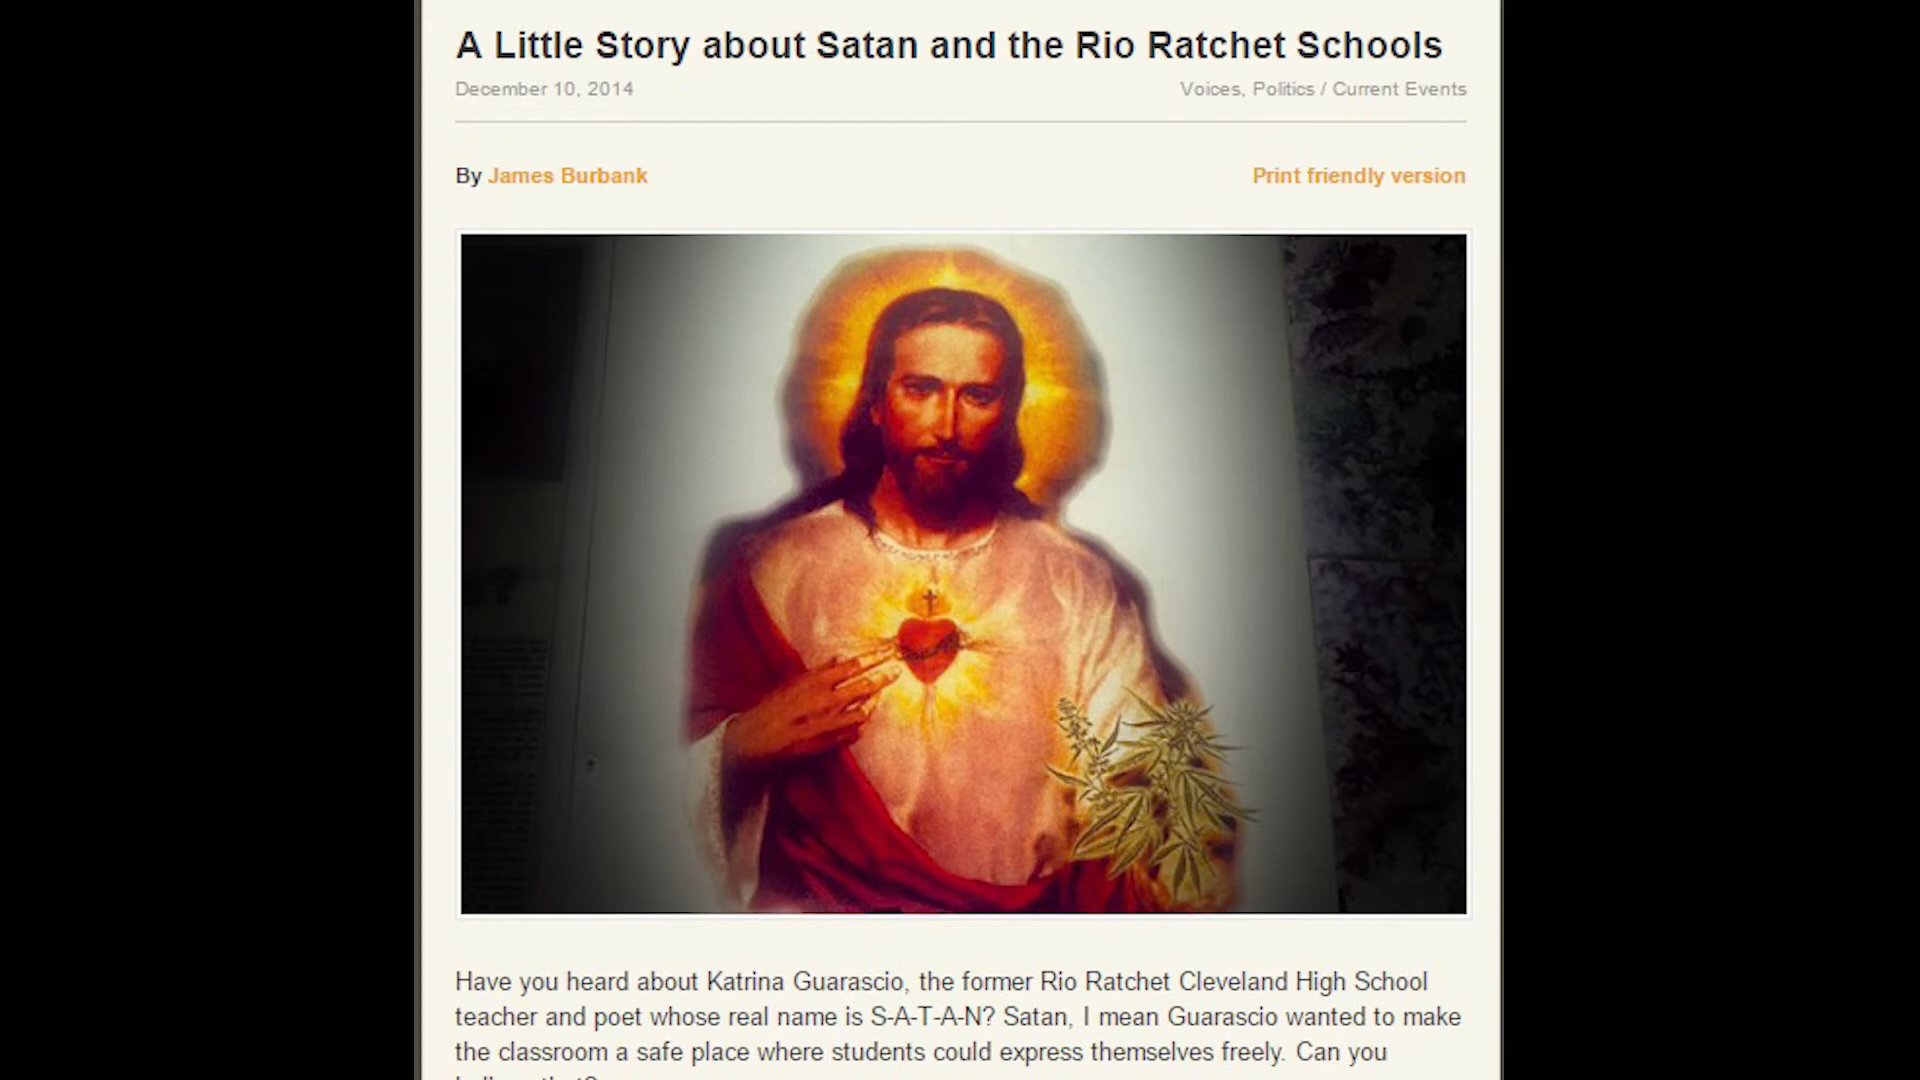 A Little Story about Satan and the Rio Ratchet Schools
December 10, 2014
Voices, Politics / Current Events
By James Burbank
Print friendly version
Have you heard about Katrina Guarascio, the former Rio Ratchet Cleveland High School
teacher and poet whose real name is S-A-T-A-N? Satan, I mean Guarascio wanted to make
the classroom a safe place where students could express themselves freely. Can you